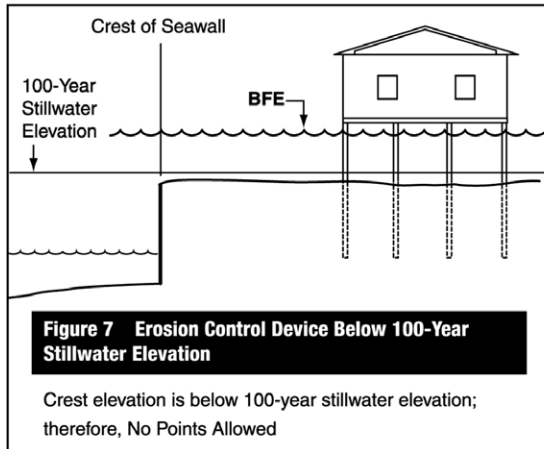 Crest of Seawall
100-Year
Stillwater
Elevation
BFE
Figure 7 Erosion Control Device Below 100-Year
Stillwater Elevation
Crest elevation is below 100-year stillwater elevation;
therefore, No Points Allowed